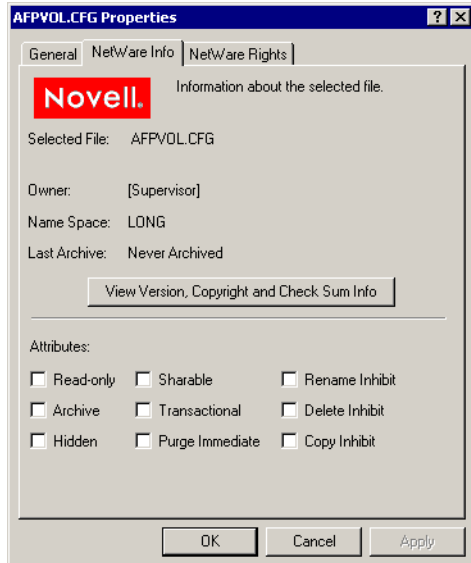 AFPVOL.CFG Properties
General NetWare Info NetWare Rights
Novell.
Information about the selected file.
Selected File: AFPVOL.CFG
Owner: [Supervisor]
Name Space: LONG
Last Archive: Never Archived
View Version, Copyright and Check Sum Info
Attributes:
Read-only Sharable Rename Inhibit
Archive Transactional Delete Inhibit
Hidden Purge Immediate Copy Inhibit
OK Cancel Apply